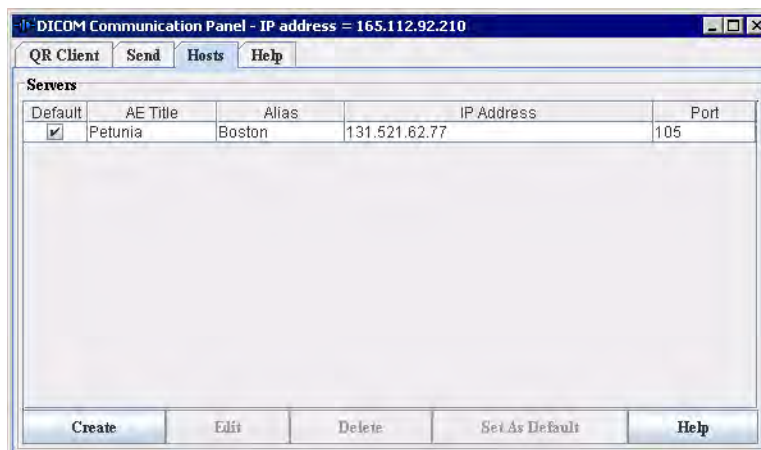 DICOM Communication Panel - IP address = 165.112.92.210
QR Client Send Hosts Help
Servers
Default AE Title Alias IP Address Port
Petunia Boston 131.521.62.77 105
Create Edit Delete Set As Default Help